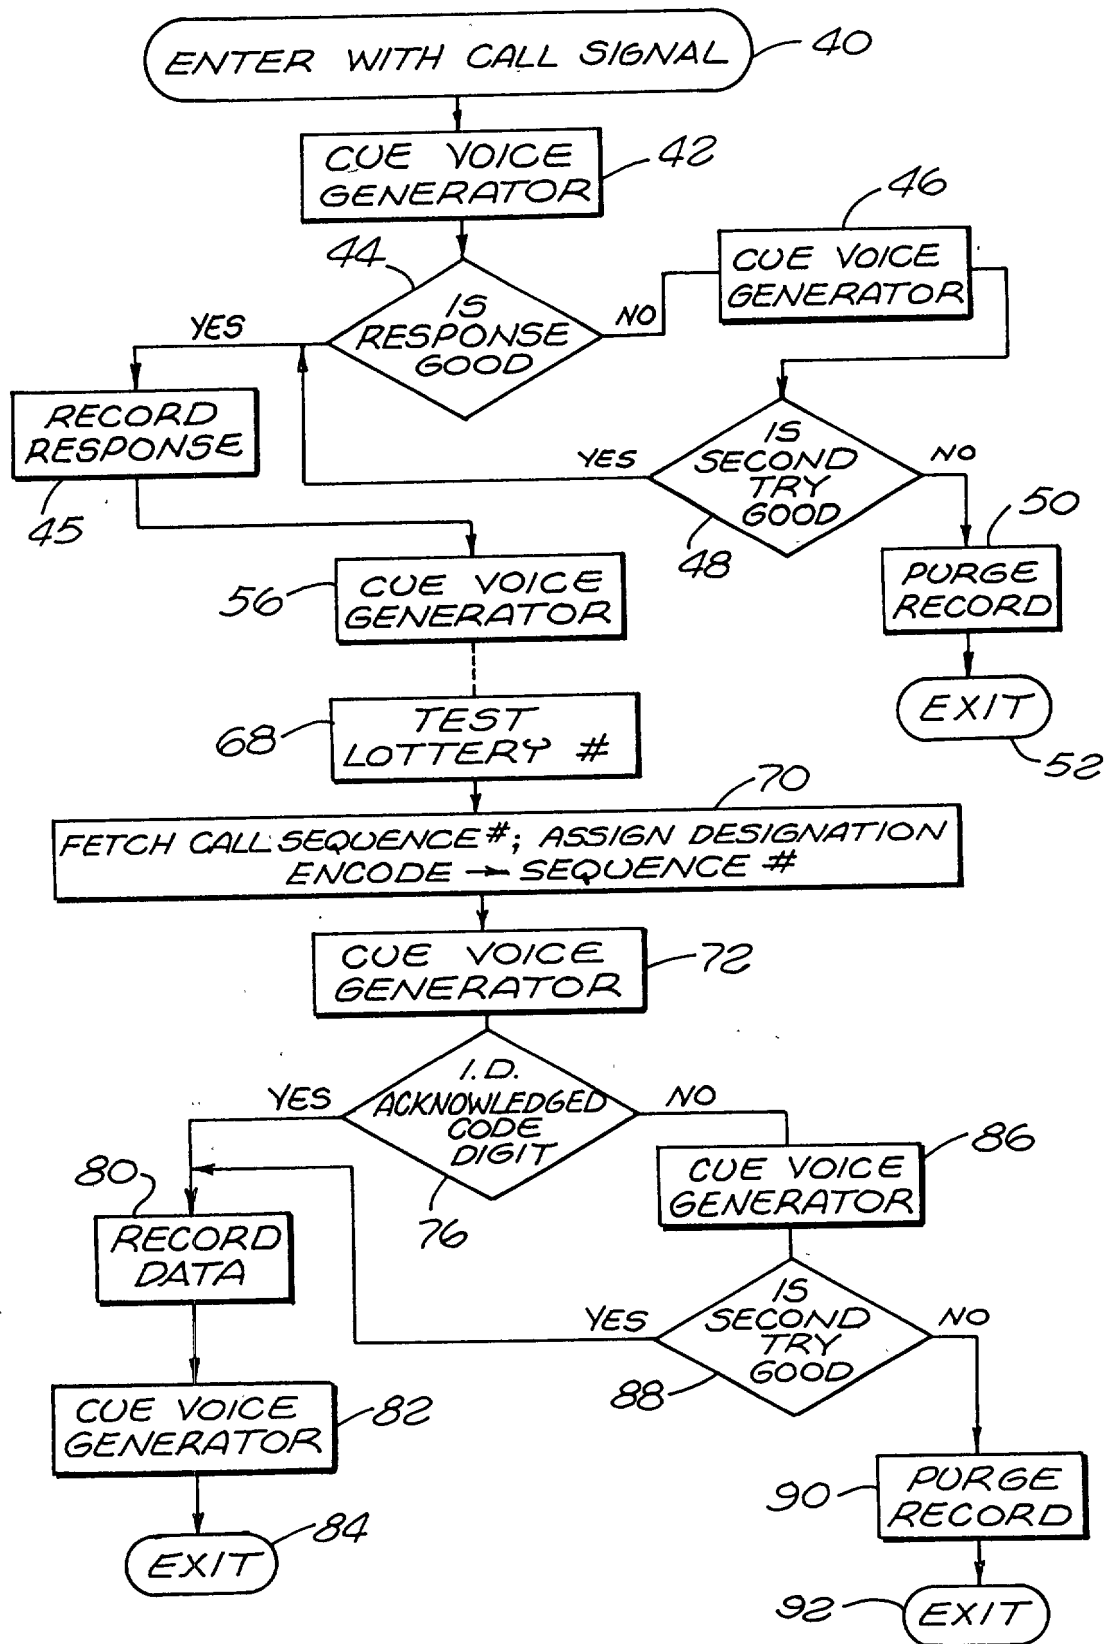 ENTER WITH CALL SIGNAL
40
CUE VOICE
GENERATOR
42
46
44
CUE VOICE
GENERATOR
IS
RESPONSE
GOOD
YES
NO
RECORD
RESPONSE
45
IS
SECOND
TRY
GOOD
YES
NO
48
50
56
CUE VOICE
GENERATOR
PURGE
RECORD
68
TEST
LOTTERY #
EXIT
52
70
FETCH CALL SEQUENCE #; ASSIGN DESIGNATION
ENCODE → SEQUENCE #
CUE VOICE
GENERATOR
72
I.D.
ACKNOWLEDGED
CODE
DIGIT
YES
NO
76
86
80
CUE VOICE
GENERATOR
RECORD
DATA
IS
SECOND
TRY
GOOD
YES
NO
88
CUE VOICE
GENERATOR
82
90
PURGE
RECORD
84
EXIT
92
EXIT